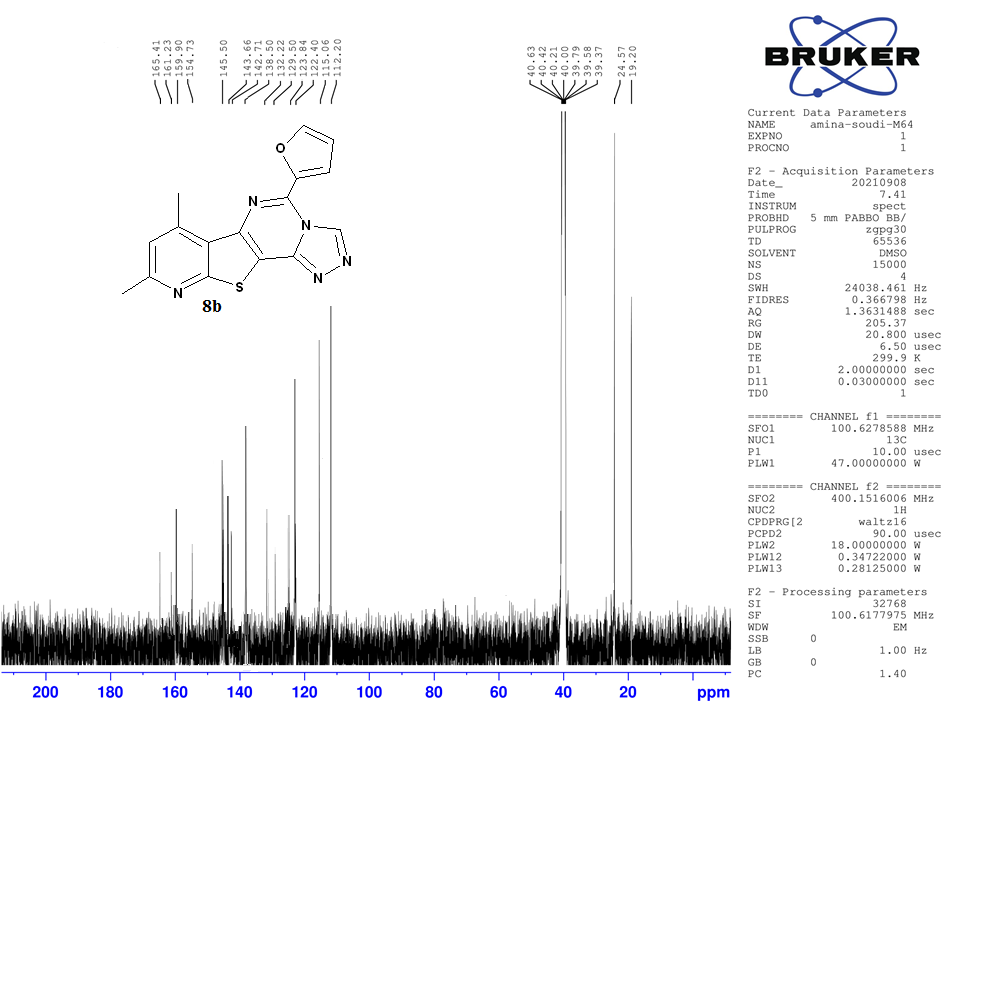 165.41
161.23
159.90
154.73
145.50
143.66
142.71
138.50
132.22
129.50
123.84
122.40
115.06
112.20
40.63
40.42
40.21
40.00
39.79
39.58
39.37
24.57
19.20
BRUKER
O
N
N
N
N
N
S
8b
Current Data Parameters
NAME amina-soudi-M64
EXPNO 1
PROCNO 1
F2 - Acquisition Parameters
Date_ 20210908
Time 7.41
INSTRUM spect
PROBHD 5 mm PABBO BB/
PULPROG zgpg30
TD 65536
SOLVENT DMSO
NS 15000
DS 4
SWH 24038.461 Hz
FIDRES 0.366798 Hz
AQ 1.3631488 sec
RG 205.37
DW 20.800 usec
DE 6.50 usec
TE 299.9 K
D1 2.00000000 sec
D11 0.03000000 sec
TD0 1
======== CHANNEL f1 ========
SFO1 100.6278588 MHz
NUC1 13C
P1 10.00 usec
PLW1 47.00000000 W
======== CHANNEL f2 ========
SFO2 400.1516006 MHz
NUC2 1H
CPDPRG[2 waltz16
PCPD2 90.00 usec
PLW2 18.00000000 W
PLW12 0.34722000 W
PLW13 0.28125000 W
F2 - Processing parameters
SI 32768
SF 100.6177975 MHz
WDW EM
SSB 0
LB 1.00 Hz
GB 0
PC 1.40
200 180 160 140 120 100 80 60 40 20 ppm